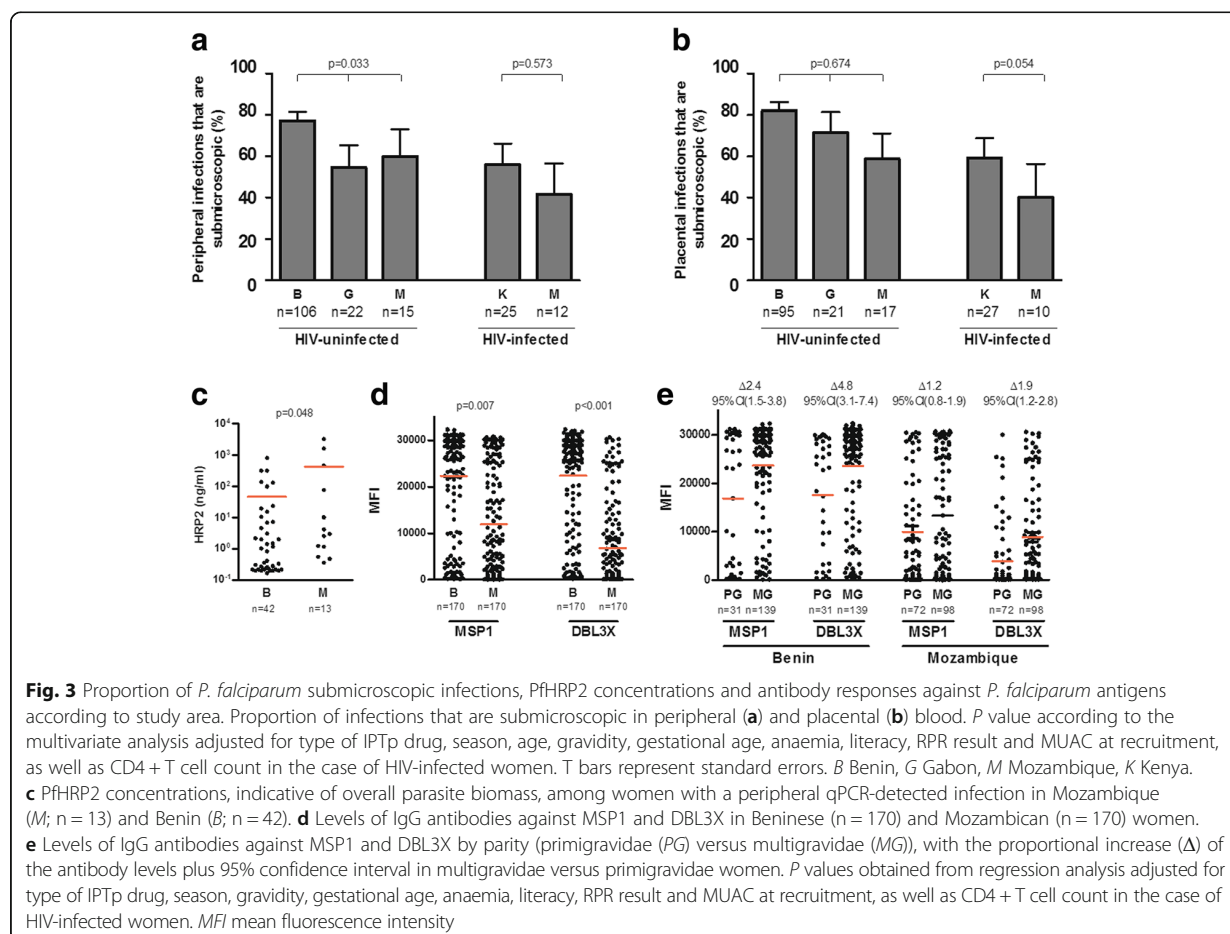 a
p=0.033
p=0.573
Peripheral infections that are
submicroscopic (%)
100
80
60
40
20
0
B
G
M
K
M
n=106
n=22
n=15
n=25
n=12
HIV-uninfected
HIV-infected
b
p=0.674
p=0.054
Placental infections that are
submicroscopic (%)
100
80
60
40
20
0
B
G
M
K
M
n=95
n=21
n=17
n=27
n=10
HIV-uninfected
HIV-infected
c
p=0.048
HRP2 (ng/ml)
10⁴
10³
10²
10¹
10⁰
10⁻¹
B
M
n=42
n=13
d
p=0.007
p<0.001
MFI
30000
20000
10000
0
B
M
B
M
n=170
n=170
n=170
n=170
MSP1
DBL3X
e
Δ2.4
95%CI(1.5-3.8)
Δ4.8
95%CI(3.1-7.4)
Δ1.2
95%CI(0.8-1.9)
Δ1.9
95%CI(1.2-2.8)
MFI
30000
20000
10000
0
PG
MG
PG
MG
PG
MG
PG
MG
n=31
n=139
n=31
n=139
n=72
n=98
n=72
n=98
MSP1
DBL3X
MSP1
DBL3X
Benin
Mozambique
Fig. 3 Proportion of P. falciparum submicroscopic infections, PfHRP2 concentrations and antibody responses against P. falciparum antigens
according to study area. Proportion of infections that are submicroscopic in peripheral (a) and placental (b) blood. P value according to the
multivariate analysis adjusted for type of IPTp drug, season, age, gravidity, gestational age, anaemia, literacy, RPR result and MUAC at recruitment,
as well as CD4 + T cell count in the case of HIV-infected women. T bars represent standard errors. B Benin, G Gabon, M Mozambique, K Kenya.
c PfHRP2 concentrations, indicative of overall parasite biomass, among women with a peripheral qPCR-detected infection in Mozambique
(M; n = 13) and Benin (B; n = 42). d Levels of IgG antibodies against MSP1 and DBL3X in Beninese (n = 170) and Mozambican (n = 170) women.
e Levels of IgG antibodies against MSP1 and DBL3X by parity (primigravidae (PG) versus multigravidae (MG)), with the proportional increase (Δ) of
the antibody levels plus 95% confidence interval in multigravidae versus primigravidae women. P values obtained from regression analysis adjusted for
type of IPTp drug, season, gravidity, gestational age, anaemia, literacy, RPR result and MUAC at recruitment, as well as CD4 + T cell count in the case of
HIV-infected women. MFI mean fluorescence intensity